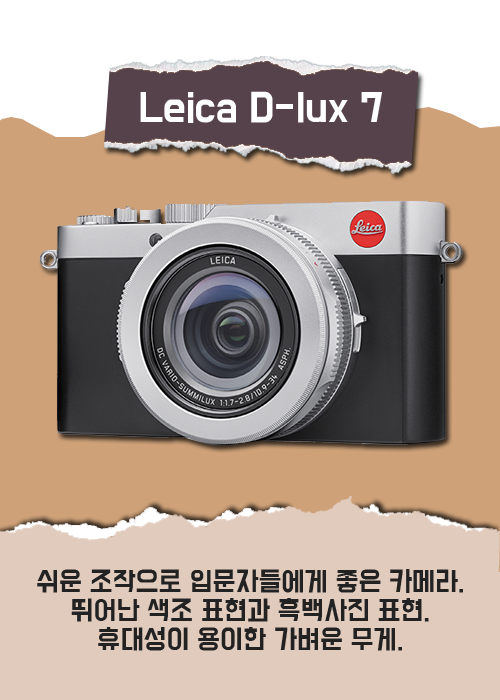 Leica D-lux 7
Leica
LEICA
DC VARIO-SUMMILUX 1:1.7-2.8/10.9-34 ASPH.
쉬운 조작으로 입문자들에게 좋은 카메라.
뛰어난 색조 표현과 흑백사진 표현.
휴대성이 용이한 가벼운 무게.